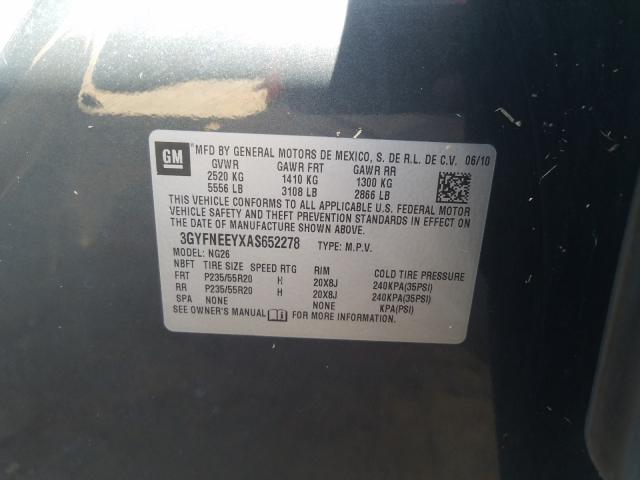 GM MFD BY GENERAL MOTORS DE MEXICO, S. DE R.L. DE C.V. 06/10
GVWR GAWR FRT GAWR RR
2520 KG 1410 KG 1300 KG
5556 LB 3108 LB 2866 LB
THIS VEHICLE CONFORMS TO ALL APPLICABLE U.S. FEDERAL MOTOR
VEHICLE SAFETY AND THEFT PREVENTION STANDARDS IN EFFECT ON
THE DATE OF MANUFACTURE SHOWN ABOVE.
3GYFNEEYXAS652278 TYPE: M.P.V.
MODEL: NG26
NBFT TIRE SIZE SPEED RTG RIM COLD TIRE PRESSURE
FRT P235/55R20 H 20X8J 240KPA(35PSI)
RR P235/55R20 H 20X8J 240KPA(35PSI)
SPA NONE NONE KPA(PSI)
SEE OWNER'S MANUAL FOR MORE INFORMATION.